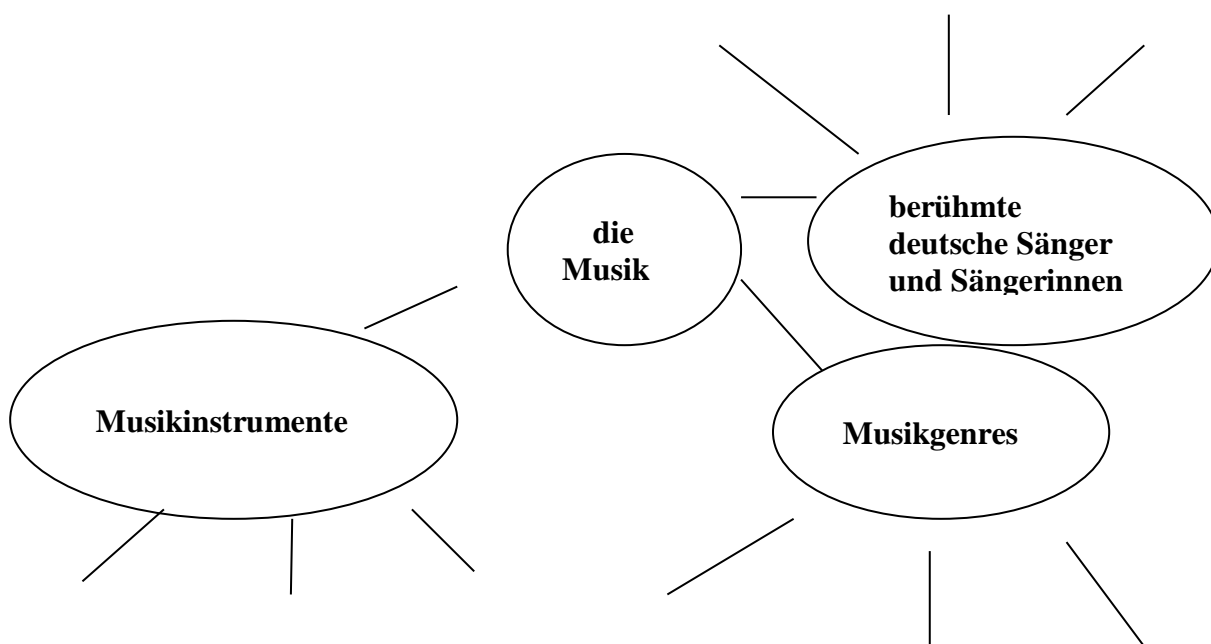 die
Musik
berühmte
deutsche Sänger
und Sängerinnen
Musikinstrumente
Musikgenres